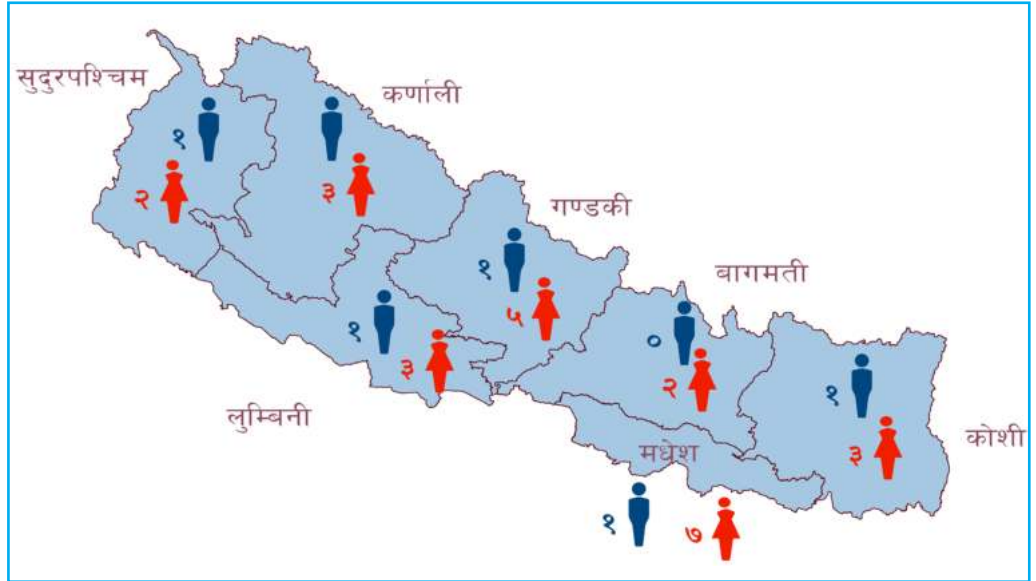 सुदुरपश्चिम
कर्णाली
१
२
३
गण्डकी
१
५
बागमती
१
३
लुम्बिनी
०
२
१
३
कोशी
मधेश
१
७